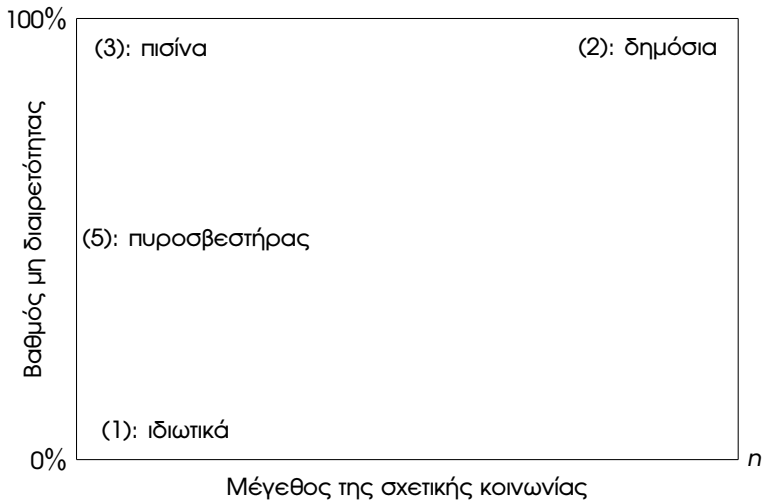 100%
(3): πισίνα
(2): δημόσια
Βαθμός μη διαιρετότητας
(5): πυροσβεστήρας
(1): ιδιωτικά
0%
n
Μέγεθος της σχετικής κοινωνίας